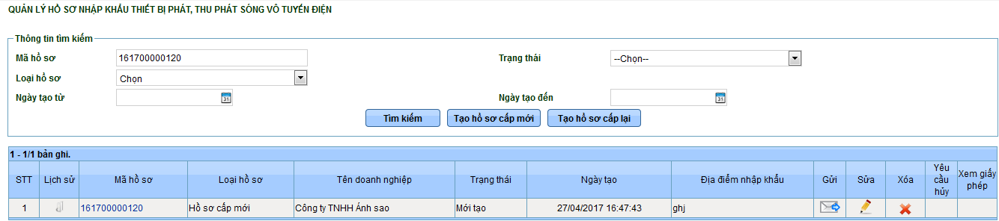 QUẢN LÝ HỒ SƠ NHẬP KHẨU THIẾT BỊ PHÁT, THU PHÁT SÓNG VÔ TUYẾN ĐIỆN
Thông tin tìm kiếm
Mã hồ sơ 161700000120 Trạng thái --Chọn--
Loại hồ sơ Chọn
Ngày tạo từ 31 Ngày tạo đến 31
Tìm kiếm Tạo hồ sơ cấp mới Tạo hồ sơ cấp lại
1 - 1/1 bản ghi.
STT Lịch sử Mã hồ sơ Loại hồ sơ Tên doanh nghiệp Trạng thái Ngày tạo Địa điểm nhập khẩu Gửi Sửa Xóa Yêu cầu hủy Xem giấy phép
1 161700000120 Hồ sơ cấp mới Công ty TNHH Ánh sao Mới tạo 27/04/2017 16:47:43 ghj